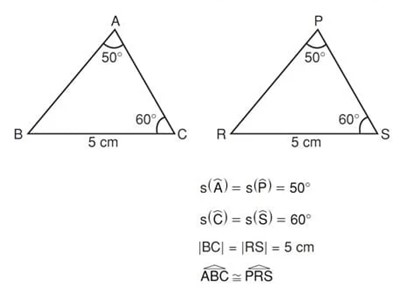 A P
50° 50°
60° 60°
B C R S
5 cm 5 cm
s(Â) = s(P̂) = 50°
s(Ĉ) = s(Ŝ) = 60°
|BC| = |RS| = 5 cm
ABC ≅ PRS